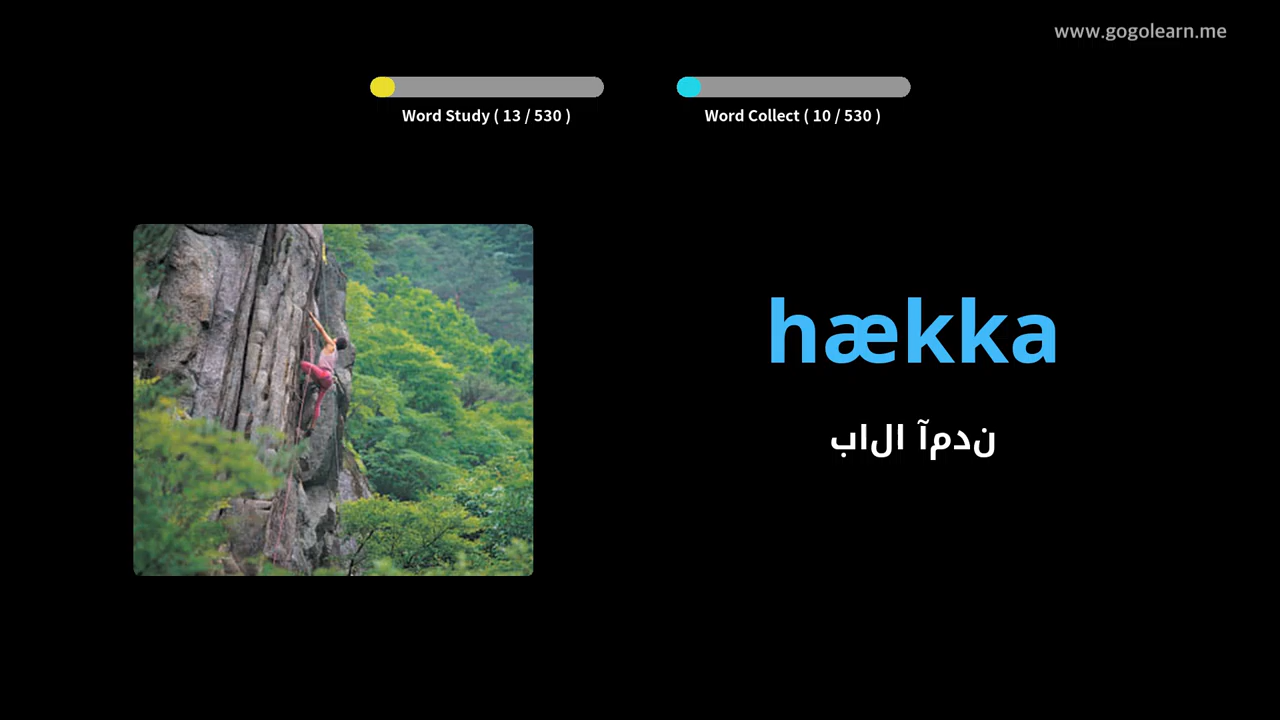 www.gogolearn.me
Word Study ( 13 / 530 )
Word Collect ( 10 / 530 )
hækka
بالا آمدن